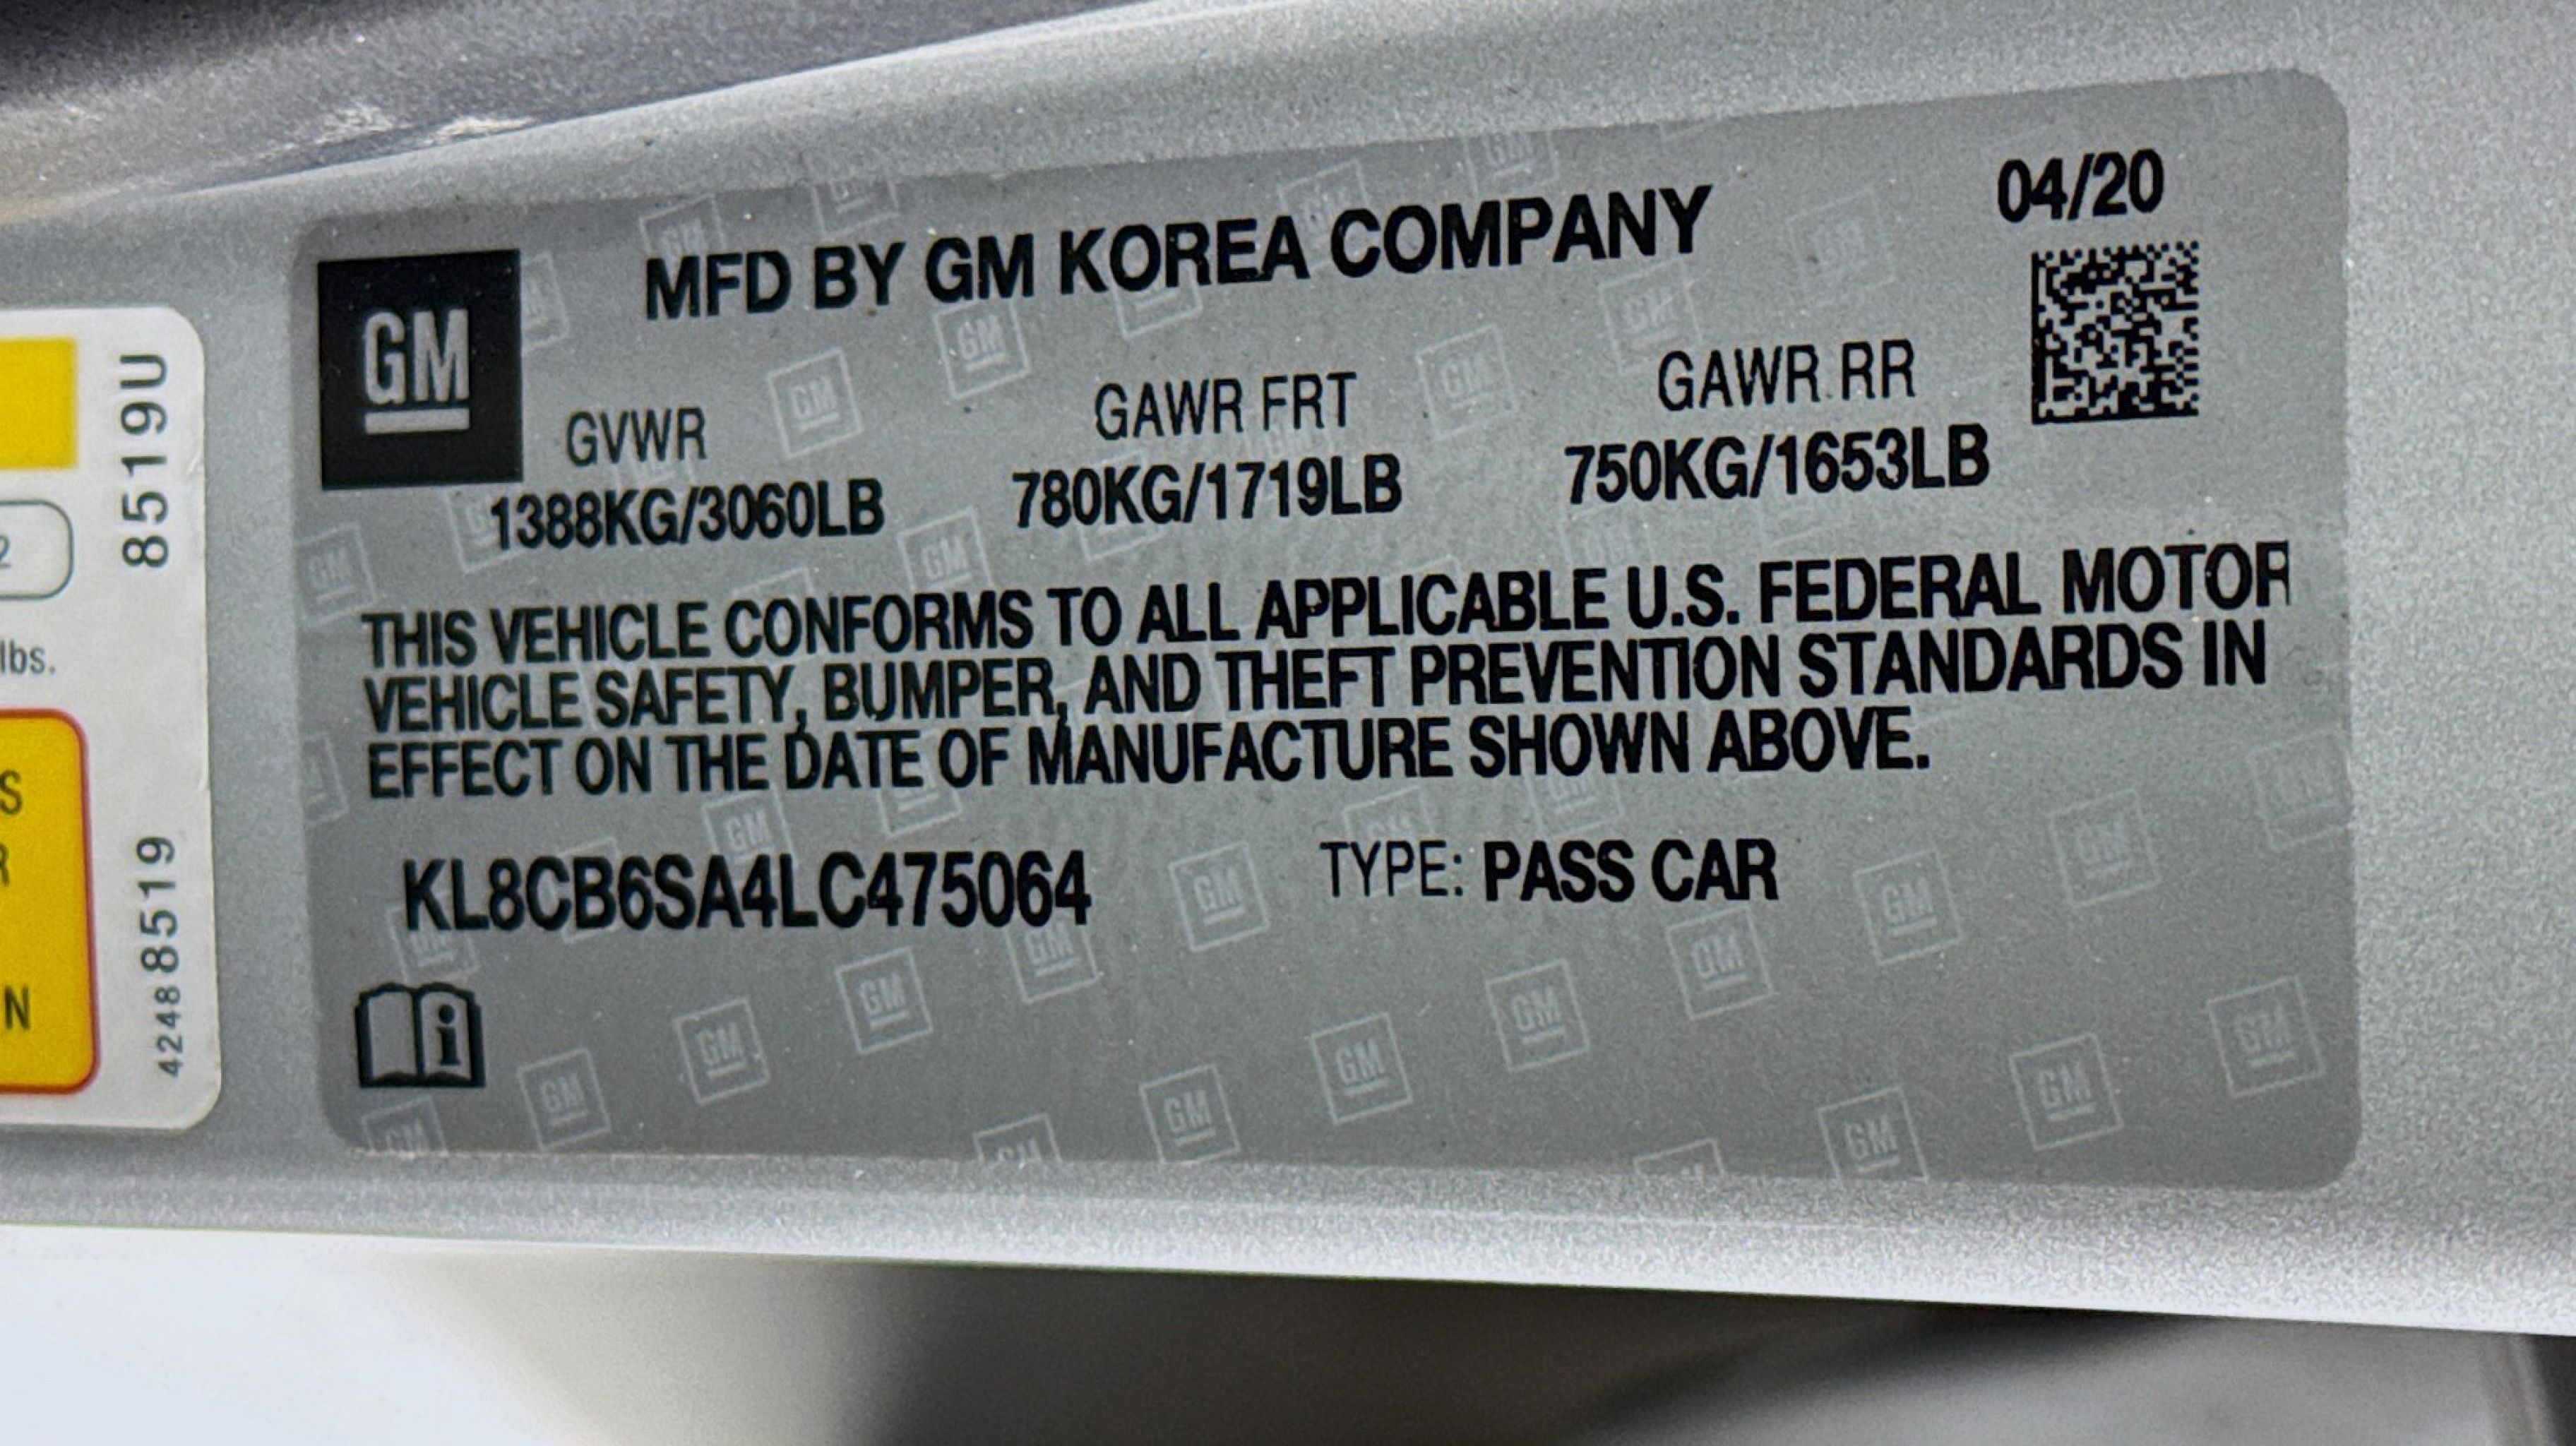 04/20
MFD BY GM KOREA COMPANY
GM
GVWR GAWR FRT GAWR RR
1388KG/3060LB 780KG/1719LB 750KG/1653LB
THIS VEHICLE CONFORMS TO ALL APPLICABLE U.S. FEDERAL MOTOR
VEHICLE SAFETY, BUMPER, AND THEFT PREVENTION STANDARDS IN
EFFECT ON THE DATE OF MANUFACTURE SHOWN ABOVE.
KL8CB6SA4LC475064 TYPE: PASS CAR
i
8519U
42488519
2
lbs.
S
R
N